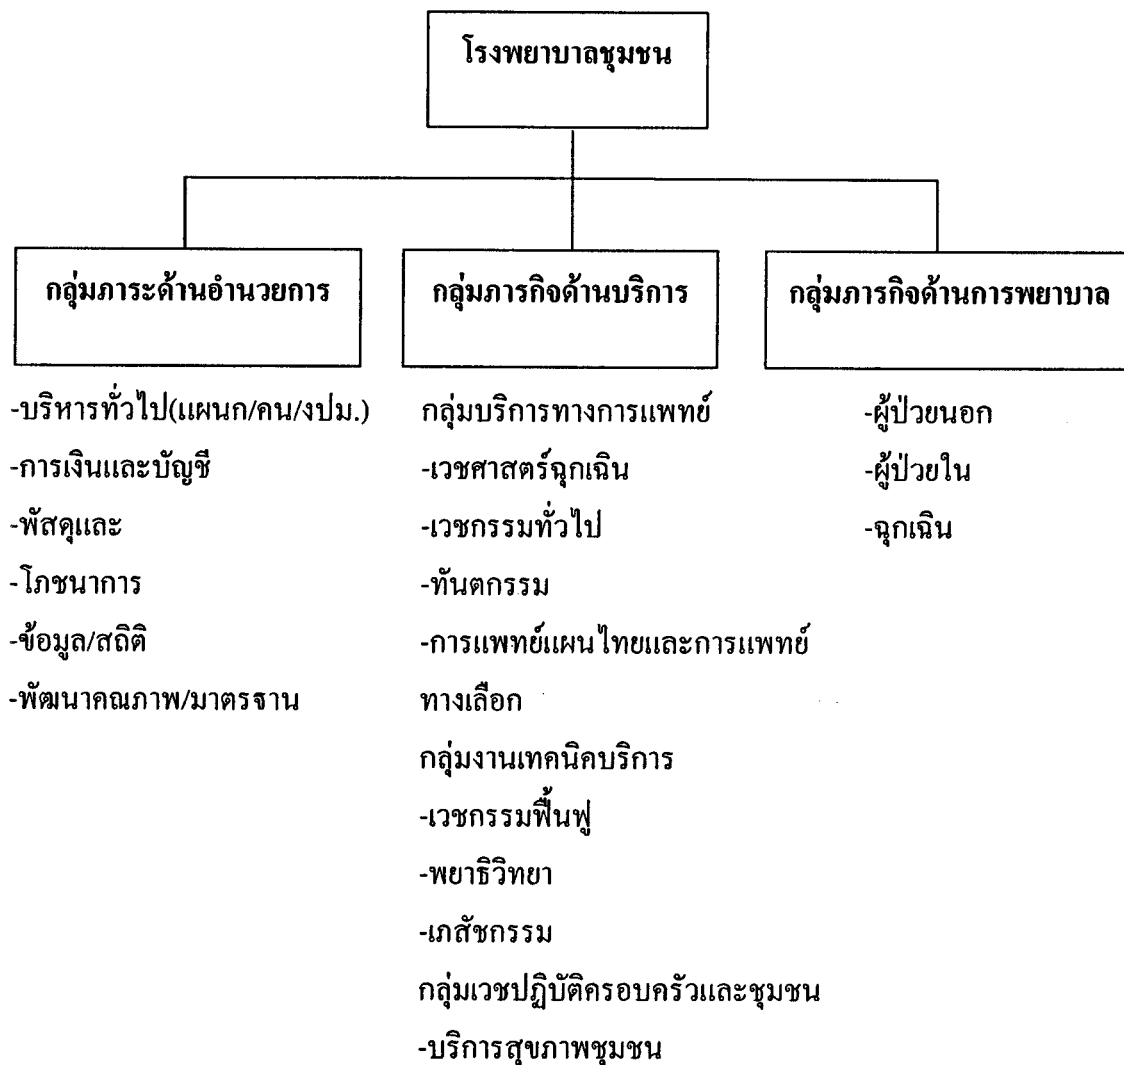 โรงพยาบาลชุมชน
กลุ่มภาระด้านอำนวยการ
-บริหารทั่วไป(แผนก/คน/งปม.)
-การเงินและบัญชี
-พัสดุและ
-โภชนาการ
-ข้อมูล/สถิติ
-พัฒนาคณภาพ/มาตรฐาน
กลุ่มภารกิจด้านบริการ
กลุ่มบริการทางการแพทย์
-เวชศาสตร์ฉุกเฉิน
-เวชกรรมทั่วไป
-ทันตกรรม
-การแพทย์แผนไทยและการแพทย์
ทางเลือก
กลุ่มงานเทคนิคบริการ
-เวชกรรมฟื้นฟู
-พยาธิวิทยา
-เภสัชกรรม
กลุ่มเวชปฏิบัติครอบครัวและชุมชน
-บริการสุขภาพชุมชน
กลุ่มภารกิจด้านการพยาบาล
-ผู้ป่วยนอก
-ผู้ป่วยใน
-ฉุกเฉิน